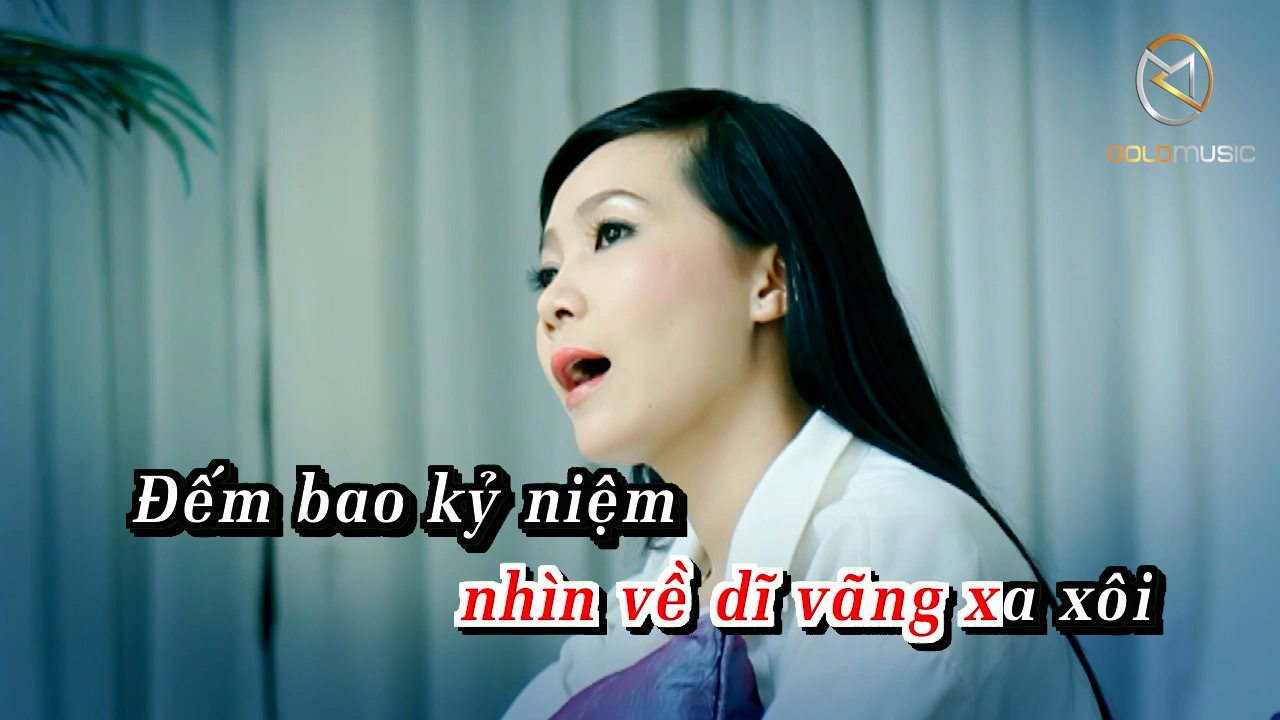 GOLDMUSIC
Đếm bao kỷ niệm
nhìn về dĩ vãng xa xôi